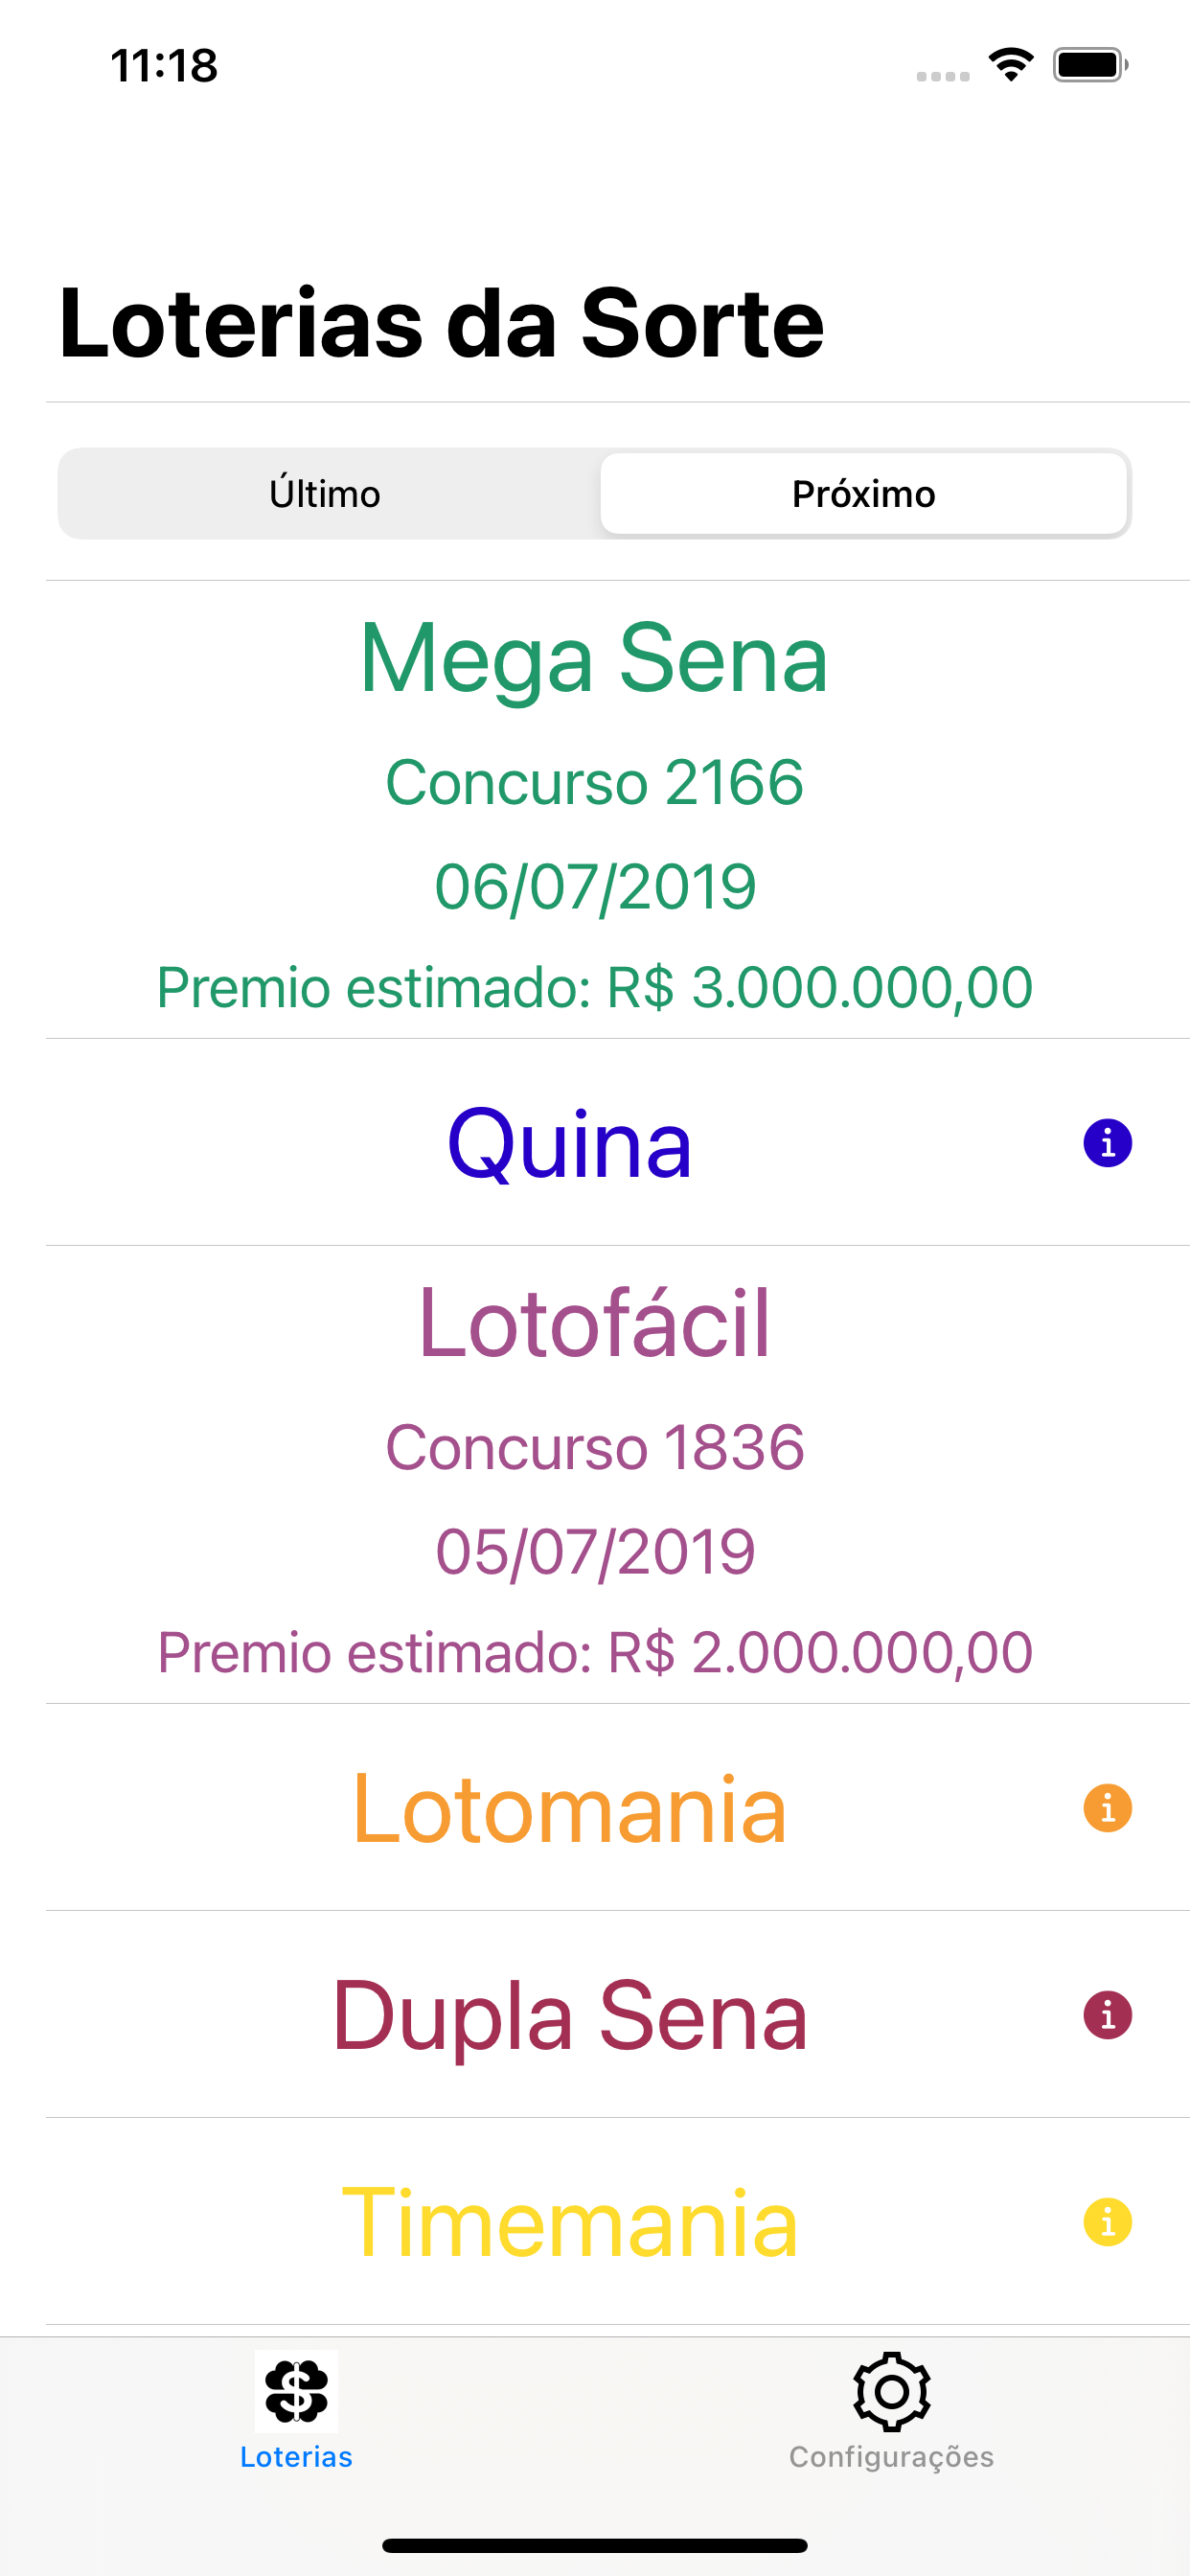 11:18
Loterias da Sorte
Último
Próximo
Mega Sena
Concurso 2166
06/07/2019
Premio estimado: R$ 3.000.000,00
Quina
Lotofácil
Concurso 1836
05/07/2019
Premio estimado: R$ 2.000.000,00
Lotomania
Dupla Sena
Timemania
Loterias
Configurações